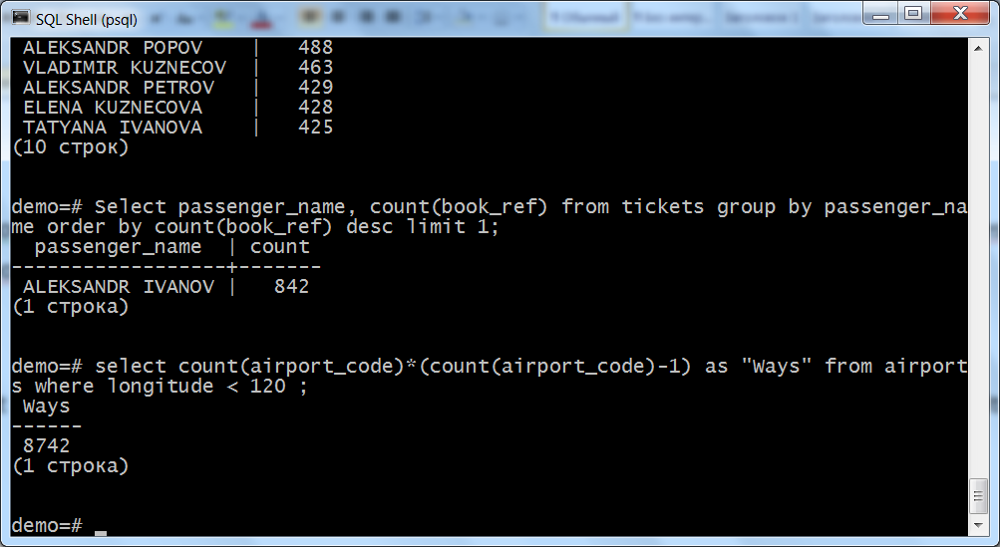 SQL Shell (psql)
ALEKSANDR POPOV | 488
VLADIMIR KUZNECOV | 463
ALEKSANDR PETROV | 429
ELENA KUZNECOVA | 428
TATYANA IVANOVA | 425
(10 строк)
demo=# Select passenger_name, count(book_ref) from tickets group by passenger_na
me order by count(book_ref) desc limit 1;
passenger_name | count
------------------+-------
ALEKSANDR IVANOV | 842
(1 строка)
demo=# select count(airport_code)*(count(airport_code)-1) as "Ways" from airport
s where longitude < 120 ;
Ways
------
8742
(1 строка)
demo=# _